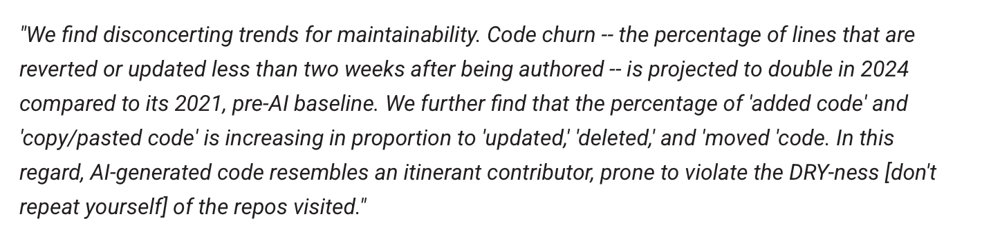 "We find disconcerting trends for maintainability. Code churn -- the percentage of lines that are
reverted or updated less than two weeks after being authored -- is projected to double in 2024
compared to its 2021, pre-AI baseline. We further find that the percentage of 'added code' and
'copy/pasted code' is increasing in proportion to 'updated,' 'deleted,' and 'moved 'code. In this
regard, AI-generated code resembles an itinerant contributor, prone to violate the DRY-ness [don't
repeat yourself] of the repos visited."